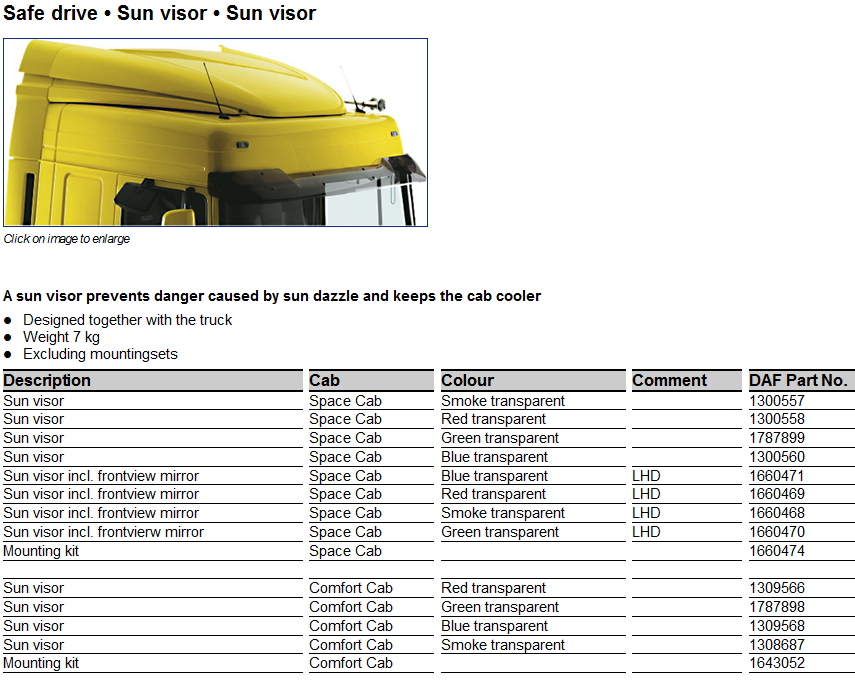 Safe drive • Sun visor • Sun visor
Click on image to enlarge
A sun visor prevents danger caused by sun dazzle and keeps the cab cooler
● Designed together with the truck
● Weight 7 kg
● Excluding mountingsets
Description Cab Colour Comment DAF Part No.
Sun visor Space Cab Smoke transparent 1300557
Sun visor Space Cab Red transparent 1300558
Sun visor Space Cab Green transparent 1787899
Sun visor Space Cab Blue transparent 1300560
Sun visor incl. frontview mirror Space Cab Blue transparent LHD 1660471
Sun visor incl. frontview mirror Space Cab Red transparent LHD 1660469
Sun visor incl. frontview mirror Space Cab Smoke transparent LHD 1660468
Sun visor incl. frontvierw mirror Space Cab Green transparent LHD 1660470
Mounting kit Space Cab 1660474
Sun visor Comfort Cab Red transparent 1309566
Sun visor Comfort Cab Green transparent 1787898
Sun visor Comfort Cab Blue transparent 1309568
Sun visor Comfort Cab Smoke transparent 1308687
Mounting kit Comfort Cab 1643052